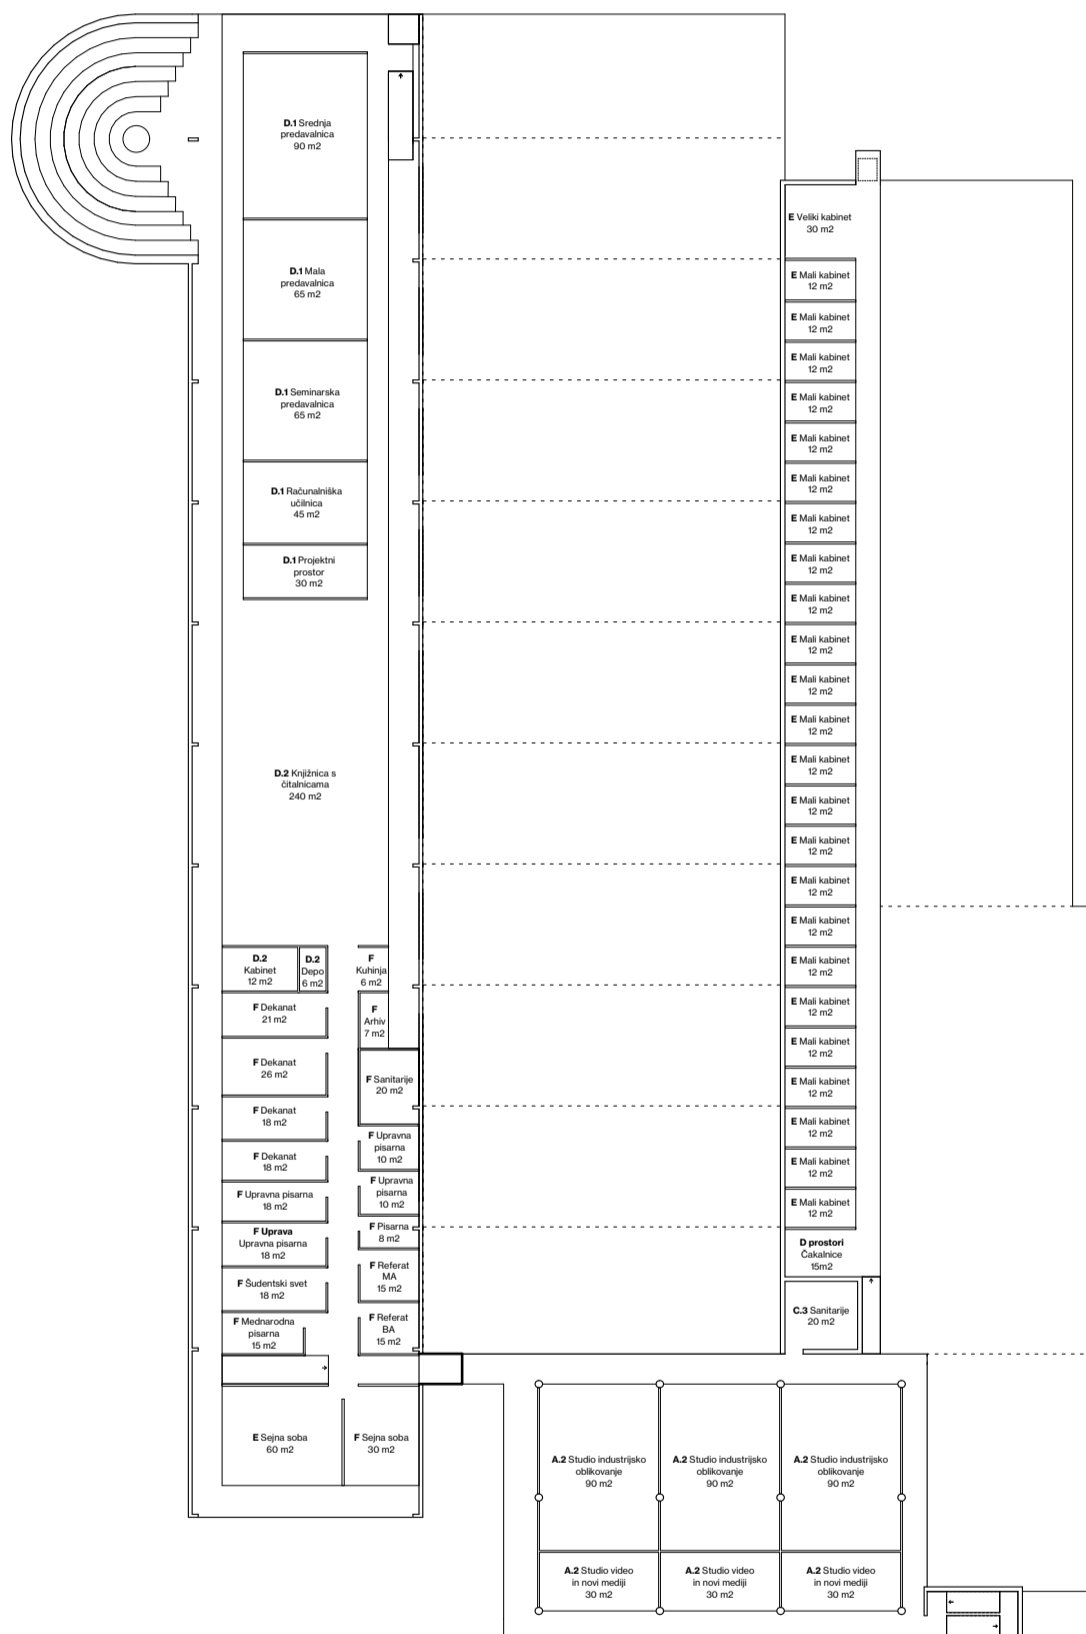 D.1 Srednja
predavalnica
90 m2
D.1 Mala
predavalnica
65 m2
D.1 Seminarska
predavalnica
65 m2
D.1 Računalniška
učilnica
45 m2
D.1 Projektni
prostor
30 m2
D.2 Knjižnica s
čitalnicama
240 m2
D.2
Kabinet
12 m2
D.2
Depo
6 m2
F
Kuhinja
6 m2
F Dekanat
21 m2
F
Arhiv
7 m2
F Dekanat
26 m2
F Sanitarije
20 m2
F Dekanat
18 m2
F Upravna
pisarna
10 m2
F Dekanat
18 m2
F Upravna
pisarna
10 m2
F Upravna pisarna
18 m2
F Pisarna
8 m2
F Uprava
Upravna pisarna
18 m2
F Referat
MA
15 m2
F Študentski svet
18 m2
F Mednarodna
pisarna
15 m2
F Referat
BA
15 m2
E Sejna soba
60 m2
F Sejna soba
30 m2
E Veliki kabinet
30 m2
E Mali kabinet
12 m2
E Mali kabinet
12 m2
E Mali kabinet
12 m2
E Mali kabinet
12 m2
E Mali kabinet
12 m2
E Mali kabinet
12 m2
E Mali kabinet
12 m2
E Mali kabinet
12 m2
E Mali kabinet
12 m2
E Mali kabinet
12 m2
E Mali kabinet
12 m2
E Mali kabinet
12 m2
E Mali kabinet
12 m2
E Mali kabinet
12 m2
E Mali kabinet
12 m2
E Mali kabinet
12 m2
E Mali kabinet
12 m2
E Mali kabinet
12 m2
E Mali kabinet
12 m2
E Mali kabinet
12 m2
E Mali kabinet
12 m2
E Mali kabinet
12 m2
E Mali kabinet
12 m2
E Mali kabinet
12 m2
D prostori
Čakalnice
15m2
C.3 Sanitarije
20 m2
A.2 Studio industrijsko
oblikovanje
90 m2
A.2 Studio industrijsko
oblikovanje
90 m2
A.2 Studio industrijsko
oblikovanje
90 m2
A.2 Studio video
in novi mediji
30 m2
A.2 Studio video
in novi mediji
30 m2
A.2 Studio video
in novi mediji
30 m2